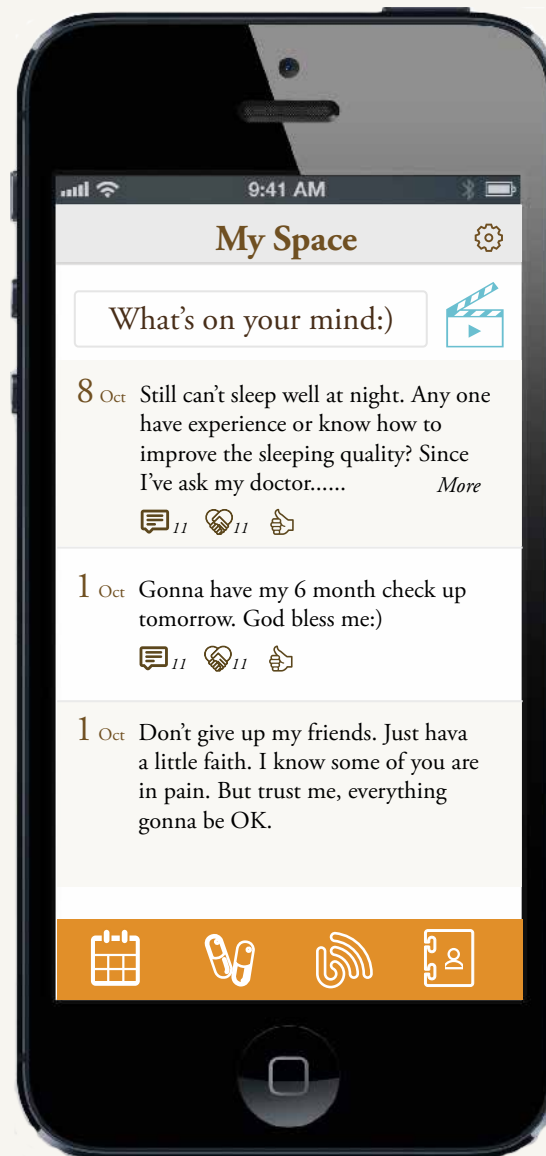 9:41 AM
My Space
What's on your mind:)
8 Oct Still can't sleep well at night. Any one
have experience or know how to
improve the sleeping quality? Since
I've ask my doctor...... More
11 11
1 Oct Gonna have my 6 month check up
tomorrow. God bless me:)
11 11
1 Oct Don't give up my friends. Just hava
a little faith. I know some of you are
in pain. But trust me, everything
gonna be OK.